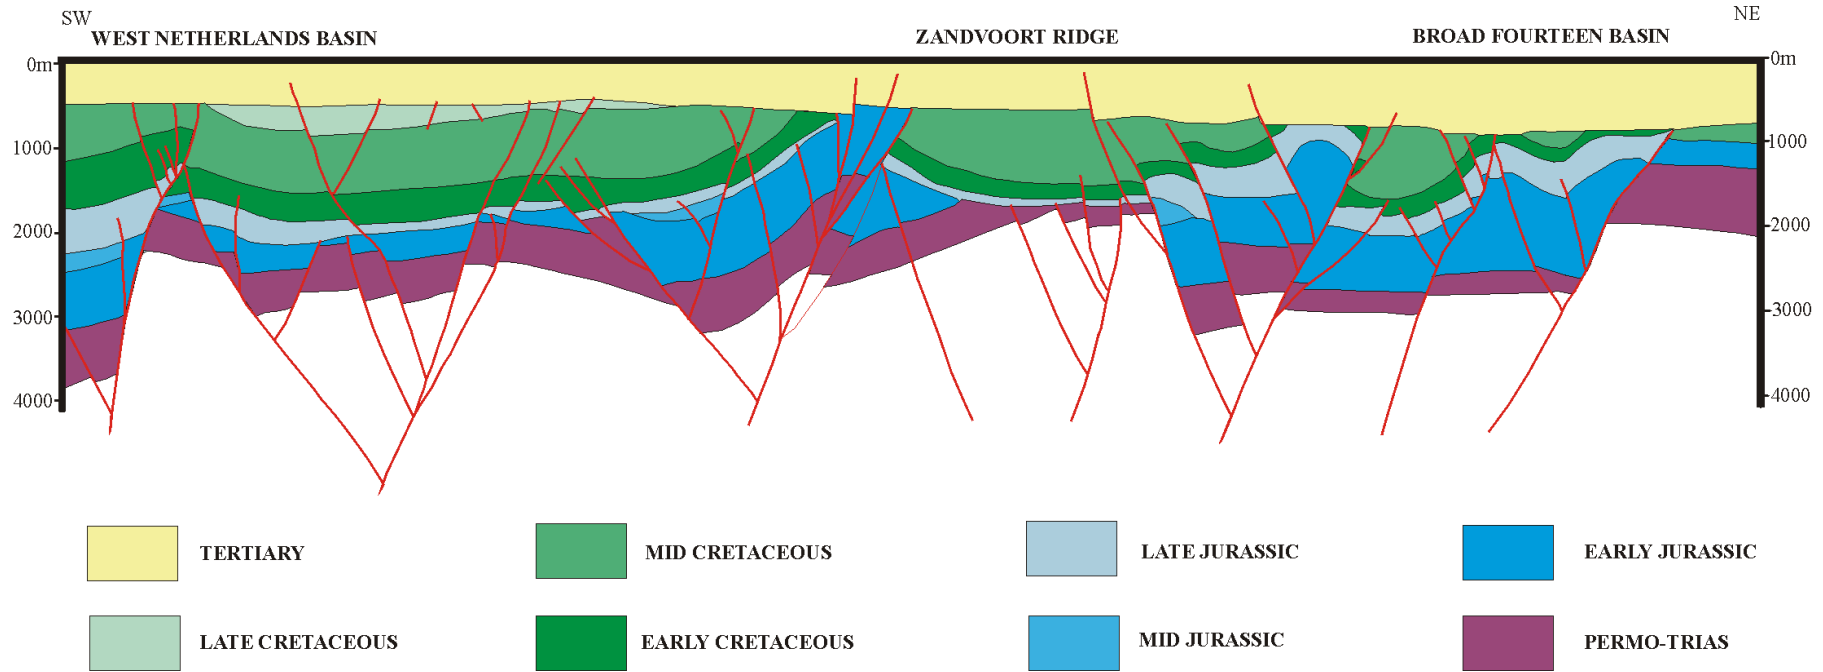 SW
NE
WEST NETHERLANDS BASIN
ZANDVOORT RIDGE
BROAD FOURTEEN BASIN
0m
0m
1000
1000
2000
2000
3000
3000
4000
4000
TERTIARY
MID CRETACEOUS
LATE JURASSIC
EARLY JURASSIC
LATE CRETACEOUS
EARLY CRETACEOUS
MID JURASSIC
PERMO-TRIAS